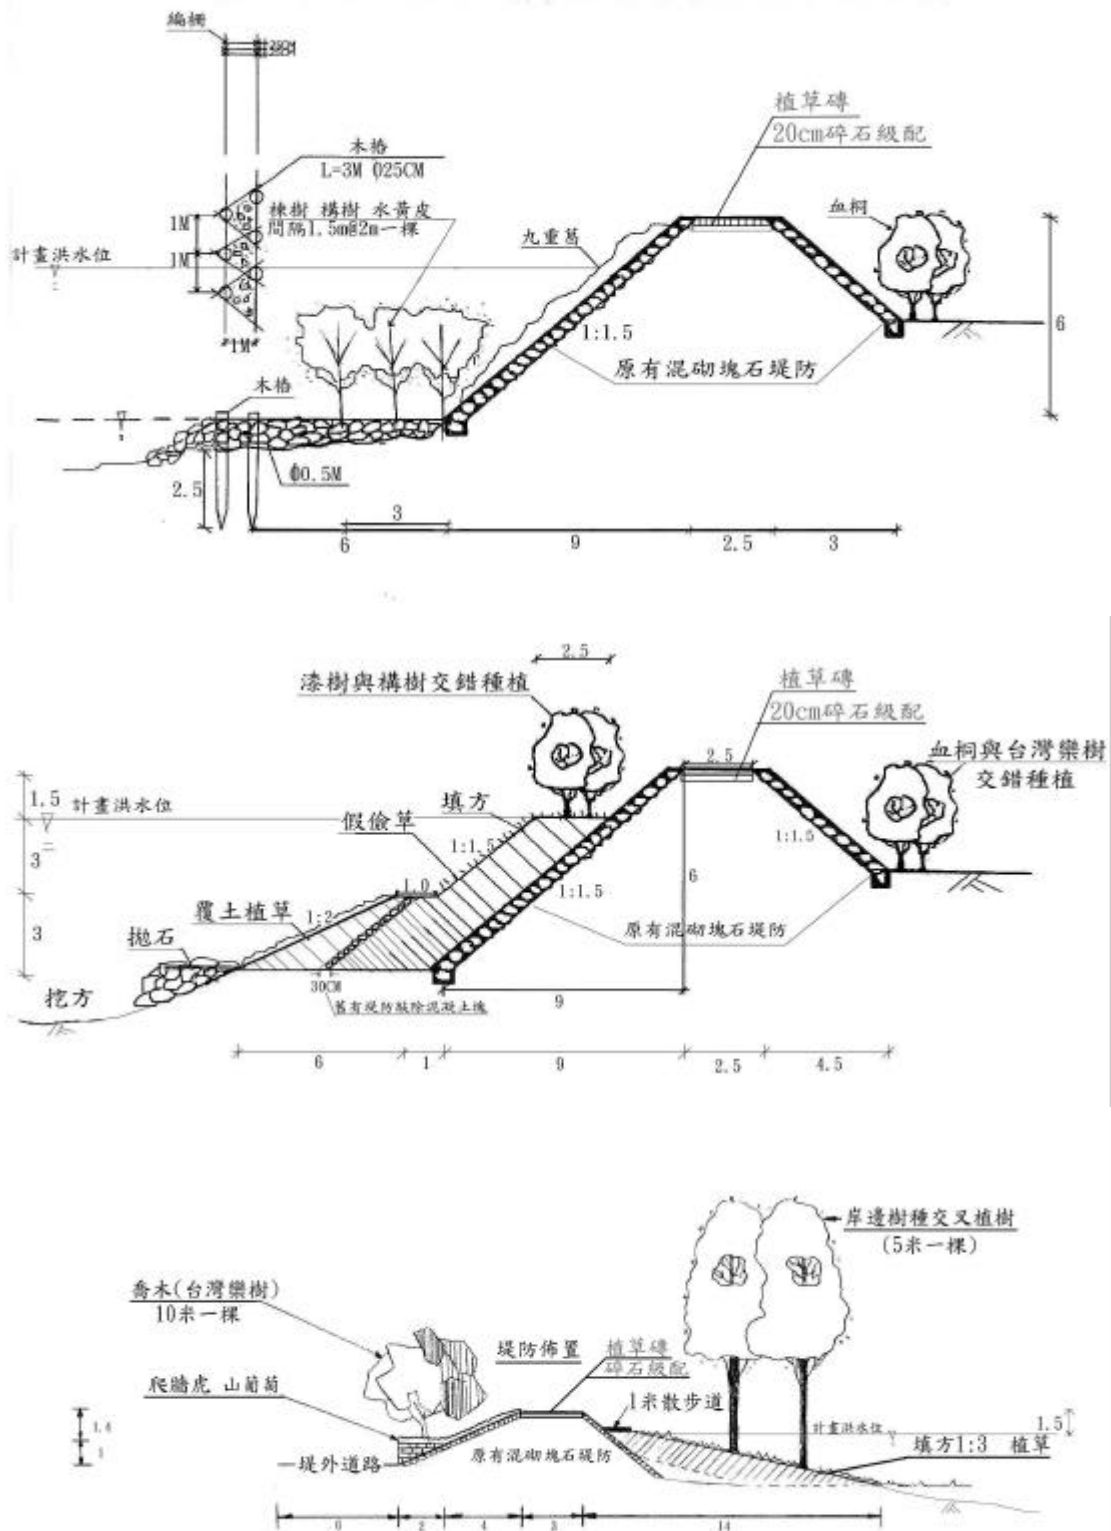 編柵
木樁
L=3M Ø25CM
植草磚
20cm碎石級配
1M
楝樹 構樹 水黃皮
間隔1.5m@2m一棵
九重葛
血桐
計畫洪水位
1M
1:1.5
6
1M
原有混砌塊石堤防
木樁
2.5
φ0.5M
3
6
9
2.5
3
2.5
漆樹與構樹交錯種植
植草磚
20cm碎石級配
2.5
血桐與台灣欒樹
交錯種植
1.5
計畫洪水位
填方
假儉草
1:1.5
1:1.5
3
1.0
1:1.5
6
覆土植草
1:2
3
拋石
原有混砌塊石堤防
挖方
30CM
舊有堤防敲除混凝土塊
9
6
1
9
2.5
4.5
岸邊樹種交叉植樹
(5米一棵)
喬木(台灣欒樹)
10米一棵
堤防佈置
植草磚
碎石級配
爬牆虎 山葡萄
1米散步道
1.4
計畫洪水位
1.5
1
堤外道路
原有混砌塊石堤防
填方1:3 植草
6
2
4
3
14